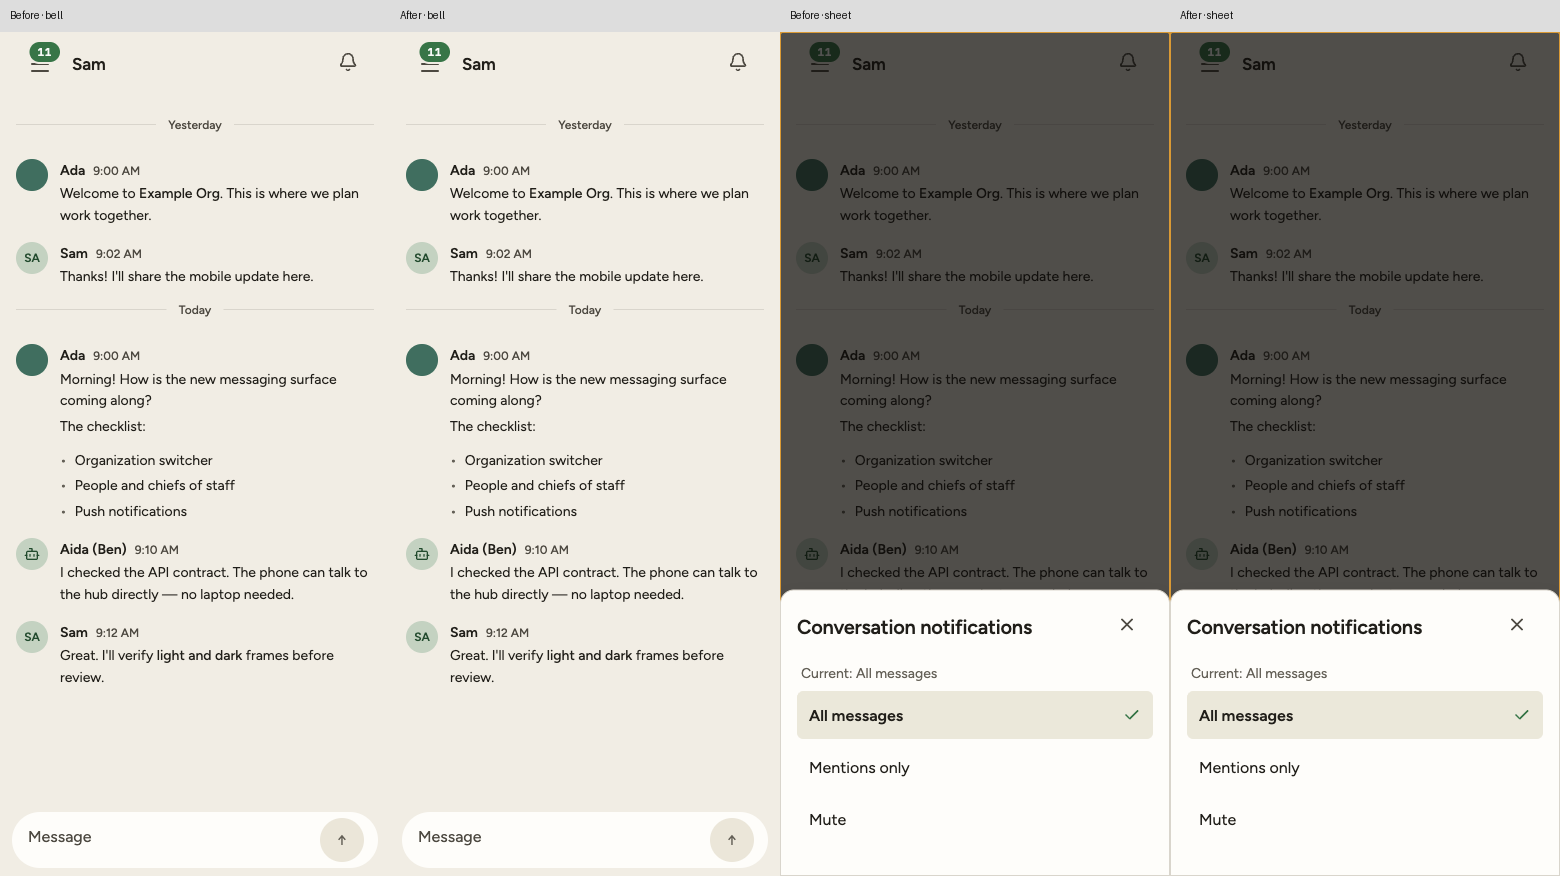 Before·bell
11
Sam
Yesterday
Ada 9:00 AM
Welcome to Example Org. This is where we plan
work together.
SA
Sam 9:02 AM
Thanks! I'll share the mobile update here.
Today
Ada 9:00 AM
Morning! How is the new messaging surface
coming along?
The checklist:
• Organization switcher
• People and chiefs of staff
• Push notifications
Aida (Ben) 9:10 AM
I checked the API contract. The phone can talk to
the hub directly — no laptop needed.
SA
Sam 9:12 AM
Great. I'll verify light and dark frames before
review.
Message
After·bell
11
Sam
Yesterday
Ada 9:00 AM
Welcome to Example Org. This is where we plan
work together.
SA
Sam 9:02 AM
Thanks! I'll share the mobile update here.
Today
Ada 9:00 AM
Morning! How is the new messaging surface
coming along?
The checklist:
• Organization switcher
• People and chiefs of staff
• Push notifications
Aida (Ben) 9:10 AM
I checked the API contract. The phone can talk to
the hub directly — no laptop needed.
SA
Sam 9:12 AM
Great. I'll verify light and dark frames before
review.
Message
Before·sheet
11
Sam
Yesterday
Ada 9:00 AM
Welcome to Example Org. This is where we plan
work together.
SA
Sam 9:02 AM
Thanks! I'll share the mobile update here.
Today
Ada 9:00 AM
Morning! How is the new messaging surface
coming along?
The checklist:
• Organization switcher
• People and chiefs of staff
• Push notifications
Aida (Ben) 9:10 AM
I checked the API contract. The phone can talk to
Conversation notifications
Current: All messages
All messages
Mentions only
Mute
After·sheet
11
Sam
Yesterday
Ada 9:00 AM
Welcome to Example Org. This is where we plan
work together.
SA
Sam 9:02 AM
Thanks! I'll share the mobile update here.
Today
Ada 9:00 AM
Morning! How is the new messaging surface
coming along?
The checklist:
• Organization switcher
• People and chiefs of staff
• Push notifications
Aida (Ben) 9:10 AM
I checked the API contract. The phone can talk to
Conversation notifications
Current: All messages
All messages
Mentions only
Mute